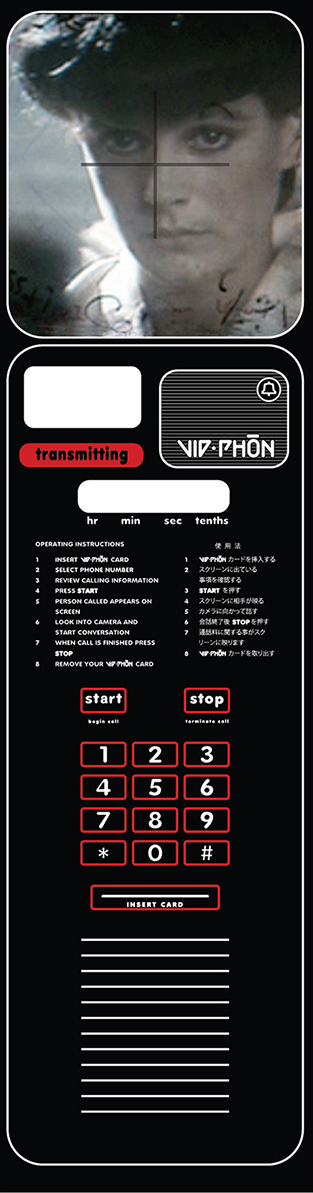 transmitting
VID·PHŌN
hr min sec tenths
OPERATING INSTRUCTIONS
1 INSERT VID·PHŌN CARD
2 SELECT PHONE NUMBER
3 REVIEW CALLING INFORMATION
4 PRESS START
5 PERSON CALLED APPEARS ON
SCREEN
6 LOOK INTO CAMERA AND
START CONVERSATION
7 WHEN CALL IS FINISHED PRESS
STOP
8 REMOVE YOUR VID·PHŌN CARD
使用法
1 VID·PHŌN カードを挿入する
2 スクリーンに出ている
事項を確認する
3 START を押す
4 スクリーンに相手が映る
5 カメラに向かって話す
6 会話終了後 STOP を押す
7 通話料に関する事がスク
リーンに映ります
8 VID·PHŌN カードを取り出す
start stop
begin call terminate call
1 2 3
4 5 6
7 8 9
* 0 #
INSERT CARD